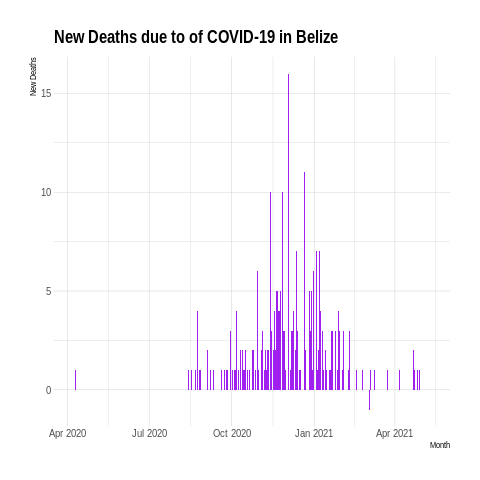 New Deaths due to of COVID-19 in Belize
New Deaths
15
10
5
0
Apr 2020 Jul 2020 Oct 2020 Jan 2021 Apr 2021
Month